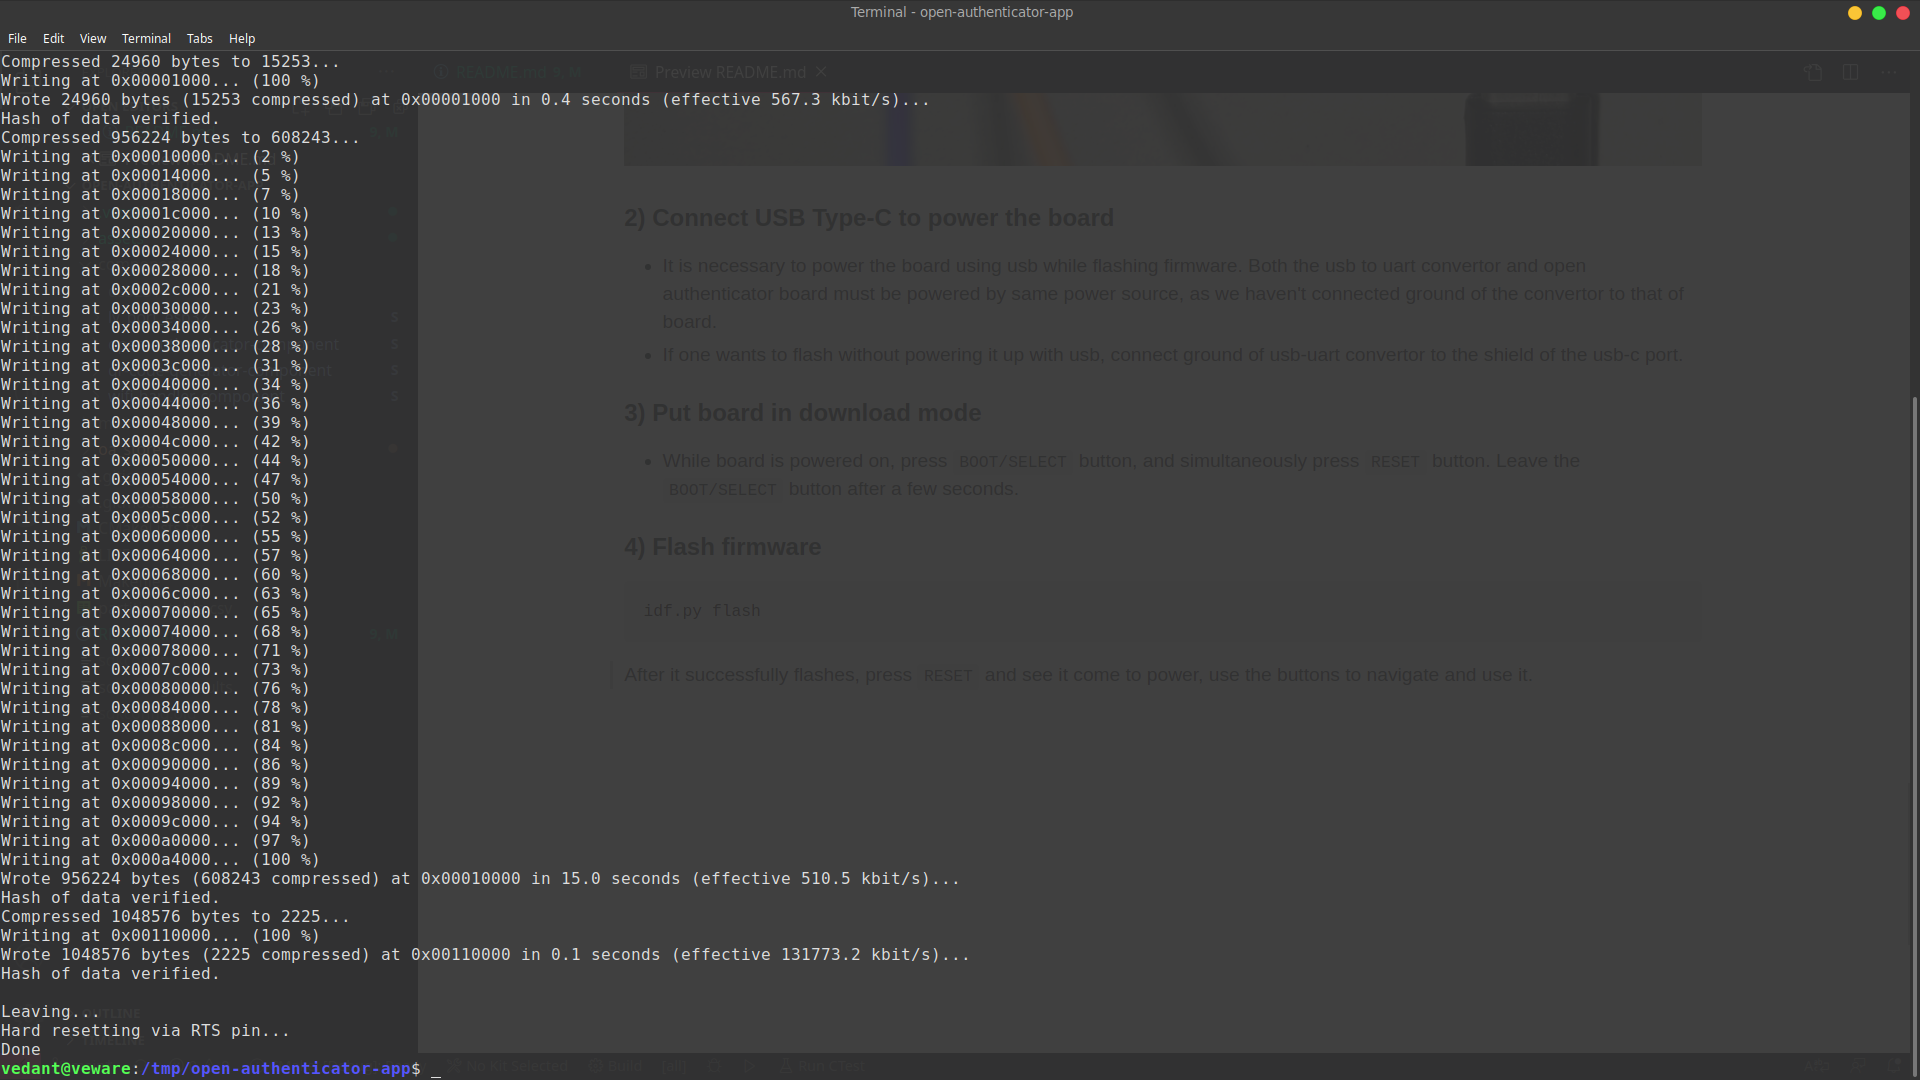 Terminal - open-authenticator-app
File Edit View Terminal Tabs Help
Compressed 24960 bytes to 15253...
Writing at 0x00001000... (100 %)
Wrote 24960 bytes (15253 compressed) at 0x00001000 in 0.4 seconds (effective 567.3 kbit/s)...
Hash of data verified.
Compressed 956224 bytes to 608243...
Writing at 0x00010000... (2 %)
Writing at 0x00014000... (5 %)
Writing at 0x00018000... (7 %)
Writing at 0x0001c000... (10 %)
Writing at 0x00020000... (13 %)
Writing at 0x00024000... (15 %)
Writing at 0x00028000... (18 %)
Writing at 0x0002c000... (21 %)
Writing at 0x00030000... (23 %)
Writing at 0x00034000... (26 %)
Writing at 0x00038000... (28 %)
Writing at 0x0003c000... (31 %)
Writing at 0x00040000... (34 %)
Writing at 0x00044000... (36 %)
Writing at 0x00048000... (39 %)
Writing at 0x0004c000... (42 %)
Writing at 0x00050000... (44 %)
Writing at 0x00054000... (47 %)
Writing at 0x00058000... (50 %)
Writing at 0x0005c000... (52 %)
Writing at 0x00060000... (55 %)
Writing at 0x00064000... (57 %)
Writing at 0x00068000... (60 %)
Writing at 0x0006c000... (63 %)
Writing at 0x00070000... (65 %)
Writing at 0x00074000... (68 %)
Writing at 0x00078000... (71 %)
Writing at 0x0007c000... (73 %)
Writing at 0x00080000... (76 %)
Writing at 0x00084000... (78 %)
Writing at 0x00088000... (81 %)
Writing at 0x0008c000... (84 %)
Writing at 0x00090000... (86 %)
Writing at 0x00094000... (89 %)
Writing at 0x00098000... (92 %)
Writing at 0x0009c000... (94 %)
Writing at 0x000a0000... (97 %)
Writing at 0x000a4000... (100 %)
Wrote 956224 bytes (608243 compressed) at 0x00010000 in 15.0 seconds (effective 510.5 kbit/s)...
Hash of data verified.
Compressed 1048576 bytes to 2225...
Writing at 0x00110000... (100 %)
Wrote 1048576 bytes (2225 compressed) at 0x00110000 in 0.1 seconds (effective 131773.2 kbit/s)...
Hash of data verified.
Leaving...
Hard resetting via RTS pin...
Done
vedant@veware:/tmp/open-authenticator-app$ _
README.md
Preview README.md
2) Connect USB Type-C to power the board
It is necessary to power the board using usb while flashing firmware. Both the usb to uart convertor and open
authenticator board must be powered by same power source, as we haven't connected ground of the convertor to that of
board.
If one wants to flash without powering it up with usb, connect ground of usb-uart convertor to the shield of the usb-c port.
3) Put board in download mode
While board is powered on, press BOOT/SELECT button, and simultaneously press RESET button. Leave the
BOOT/SELECT button after a few seconds.
4) Flash firmware
idf.py flash
After it successfully flashes, press RESET and see it come to power, use the buttons to navigate and use it.
OUTLINE
TIMELINE
No Kit Selected Build Run CTest